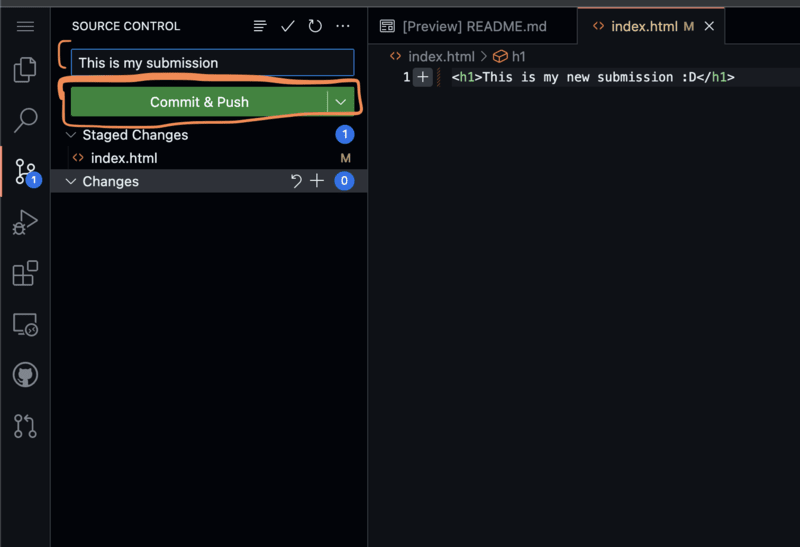 SOURCE CONTROL
This is my submission
Commit & Push
Staged Changes 1
index.html M
Changes 0
1
[Preview] README.md
index.html M
index.html > h1
1 <h1>This is my new submission :D</h1>